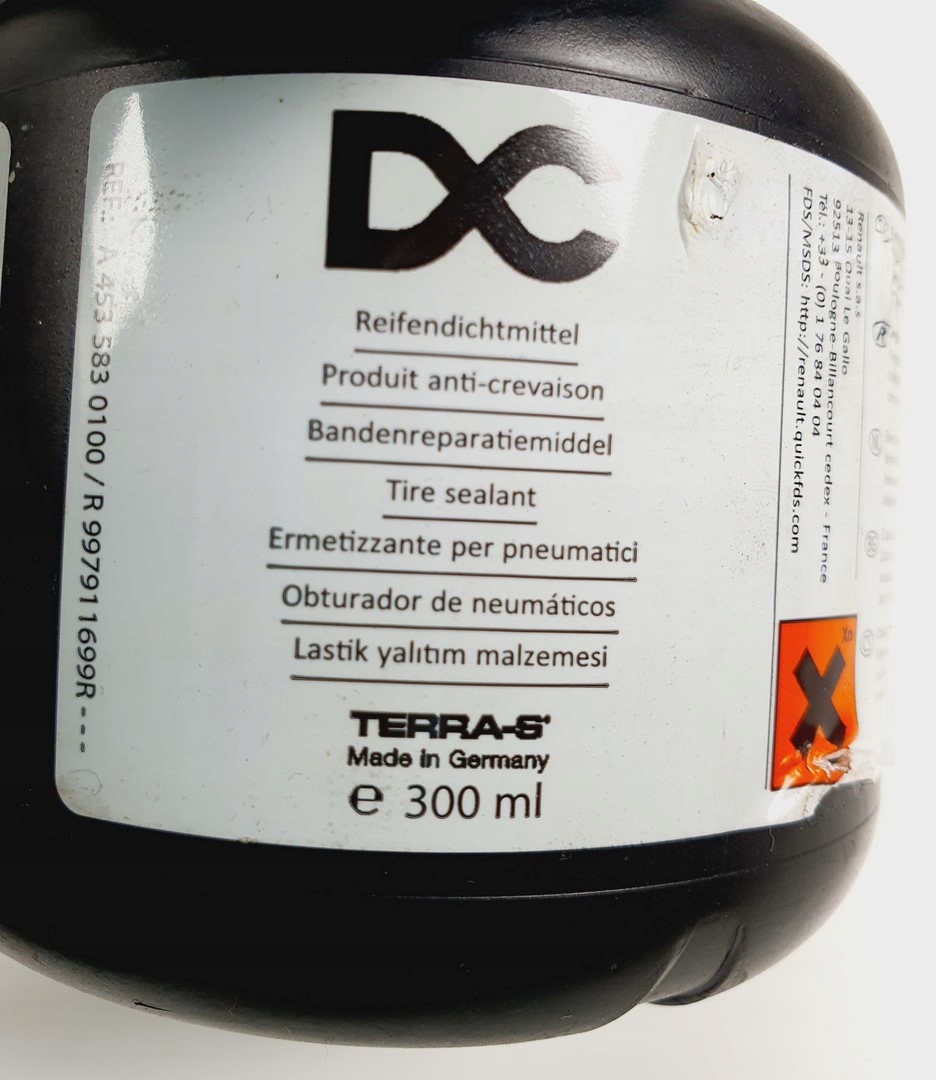 DC
Reifendichtmittel
Produit anti-crevaison
Bandenreparatiemiddel
Tire sealant
Ermetizzante per pneumatici
Obturador de neumáticos
Lastik yalıtım malzemesi
TERRA-S
Made in Germany
e 300 ml
REF.: A 453 583 0100 / R 997911699R---
Renault s.a.s
13-15 Quai Le Gallo
92513 Boulogne-Billancourt cedex - France
Tél.: +33 - (0) 1 76 84 04 04
FDS/MSDS: http://renault.quickfds.com
Xn